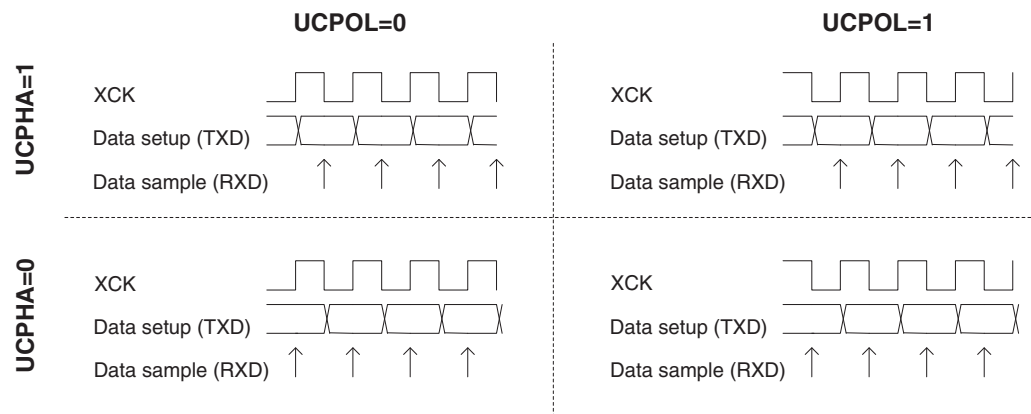 UCPOL=0
UCPOL=1
UCPHA=1
XCK
Data setup (TXD)
Data sample (RXD)
XCK
Data setup (TXD)
Data sample (RXD)
UCPHA=0
XCK
Data setup (TXD)
Data sample (RXD)
XCK
Data setup (TXD)
Data sample (RXD)